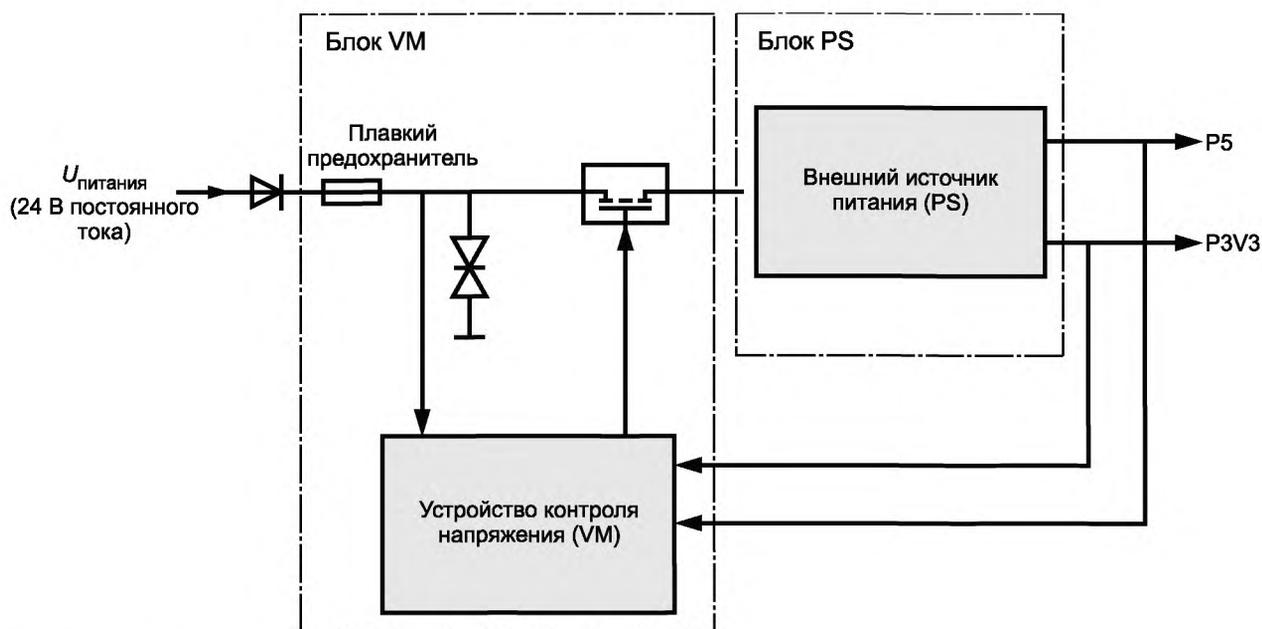 Блок VM
Блок PS
Плавкий
предохранитель
Uпитания
(24 В постоянного
тока)
Внешний источник
питания (PS)
P5
P3V3
Устройство контроля
напряжения (VM)